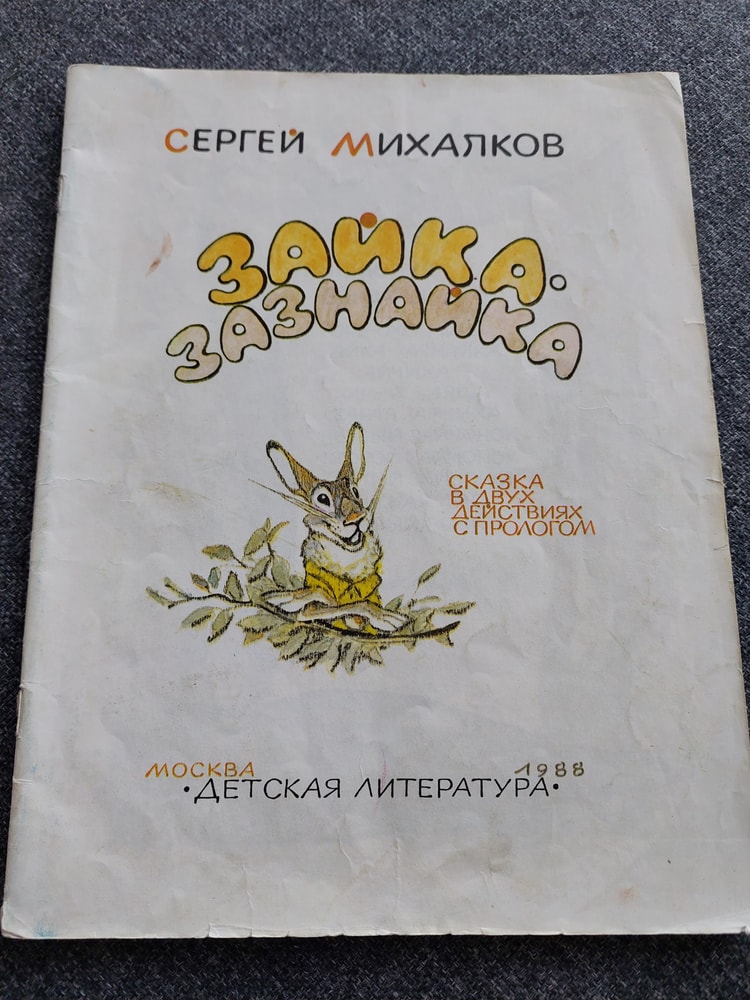 СЕРГЕЙ МИХАЛКОВ
ЗАЙКА-
ЗАЗНАЙКА
СКАЗКА
В ДВУХ
ДЕЙСТВИЯХ
С ПРОЛОГОМ
МОСКВА 1988
•ДЕТСКАЯ ЛИТЕРАТУРА•